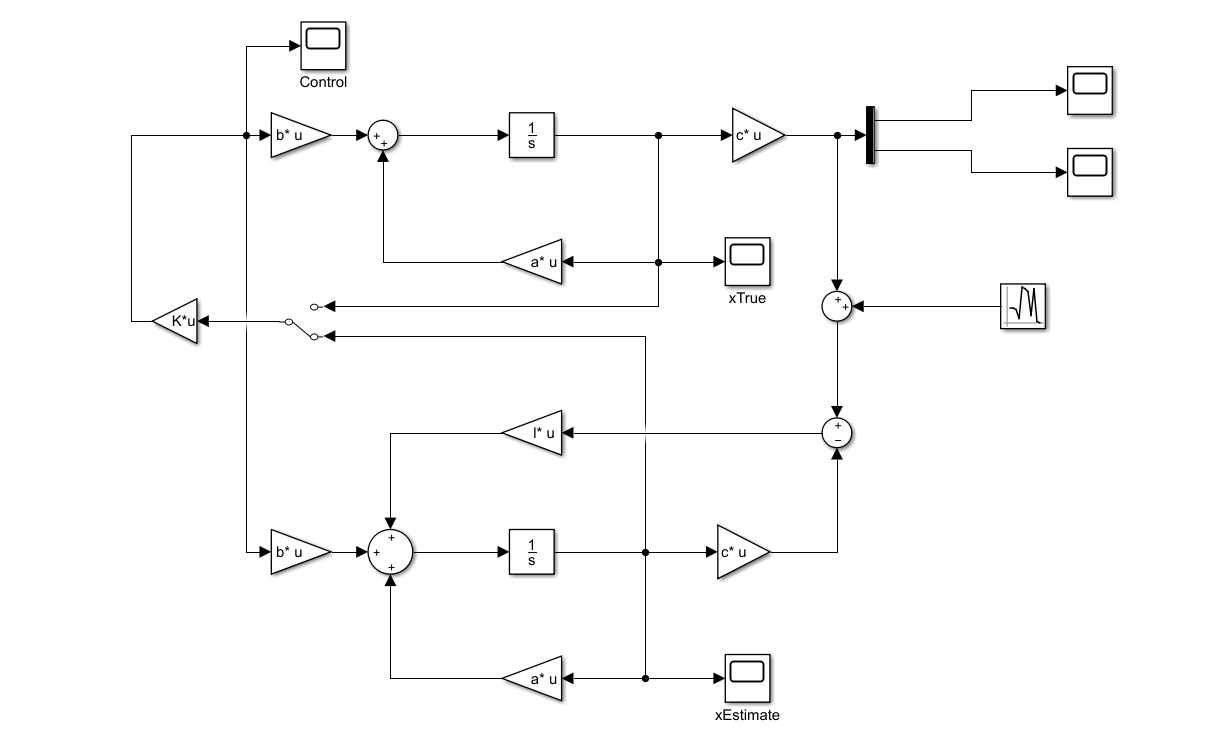 Control
b* u
+
+
1
s
c* u
a* u
xTrue
+
+
K*u
l* u
+
−
b* u
+
+
+
1
s
c* u
a* u
xEstimate